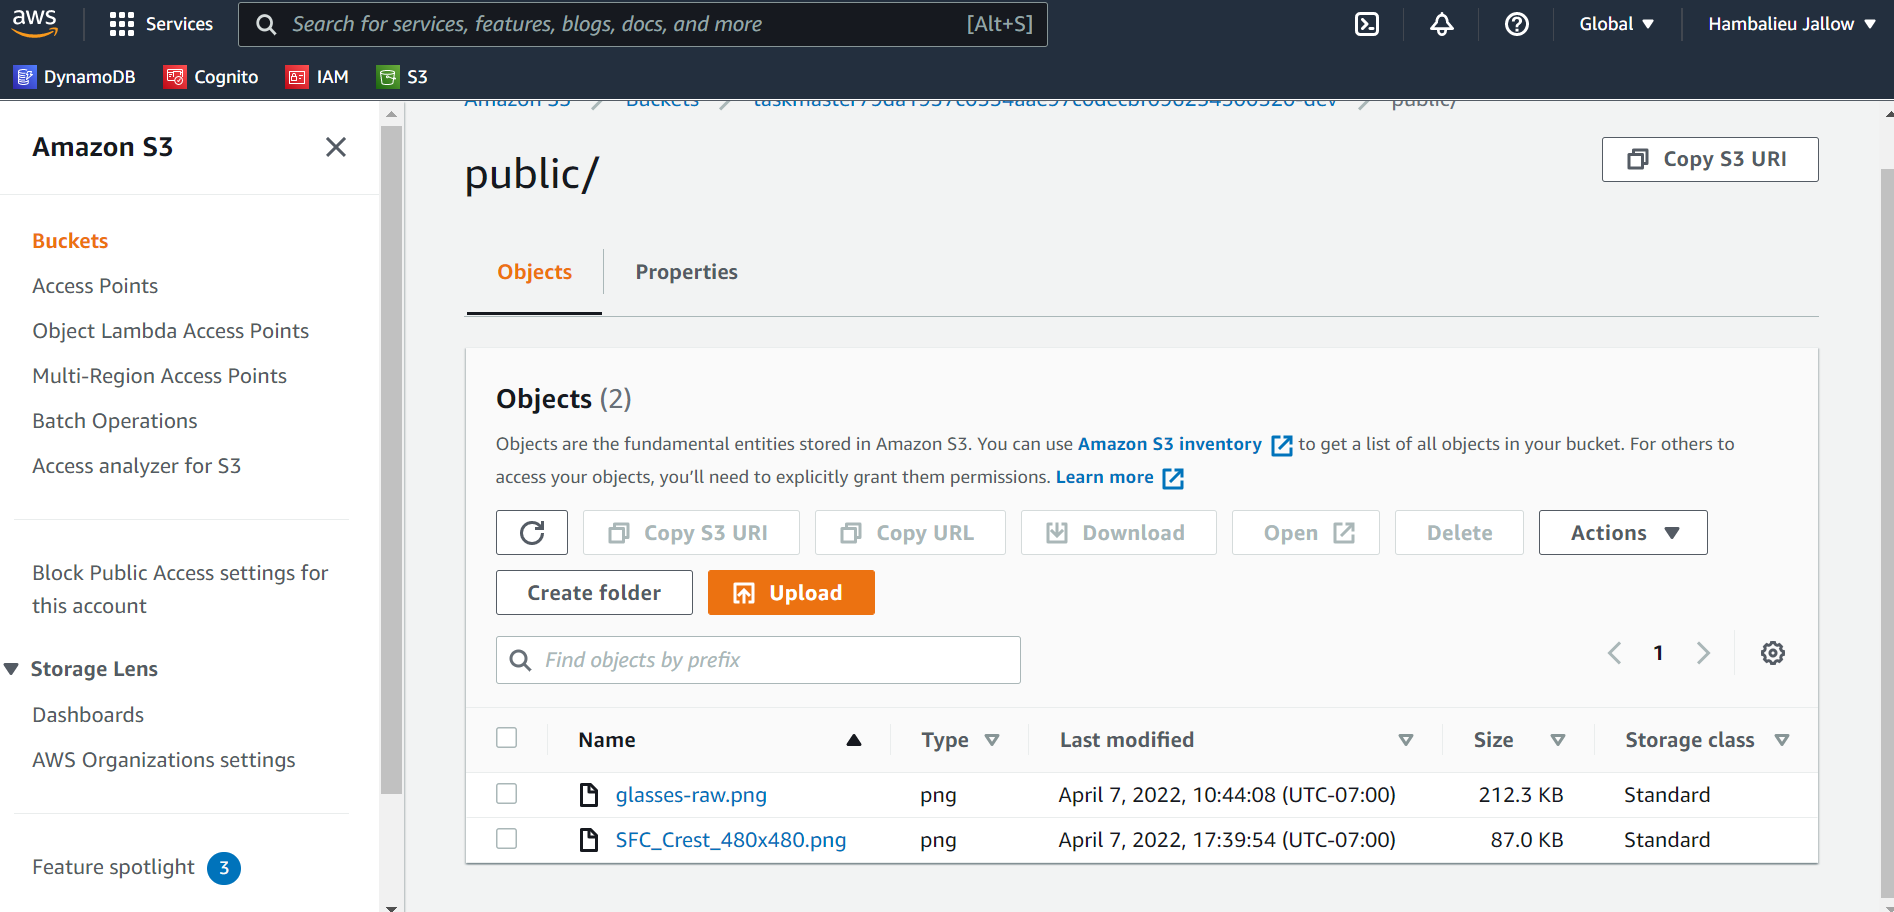 aws Services Search for services, features, blogs, docs, and more [Alt+S] Global Hambalieu Jallow
DynamoDB Cognito IAM S3
Amazon S3 Buckets public/
Amazon S3
Buckets
Access Points
Object Lambda Access Points
Multi-Region Access Points
Batch Operations
Access analyzer for S3
Block Public Access settings for
this account
Storage Lens
Dashboards
AWS Organizations settings
Feature spotlight 3
public/
Copy S3 URI
Objects Properties
Objects (2)
Objects are the fundamental entities stored in Amazon S3. You can use Amazon S3 inventory to get a list of all objects in your bucket. For others to
access your objects, you'll need to explicitly grant them permissions. Learn more
Copy S3 URI Copy URL Download Open Delete Actions
Create folder Upload
Find objects by prefix
1
Name Type Last modified Size Storage class
glasses-raw.png png April 7, 2022, 10:44:08 (UTC-07:00) 212.3 KB Standard
SFC_Crest_480x480.png png April 7, 2022, 17:39:54 (UTC-07:00) 87.0 KB Standard